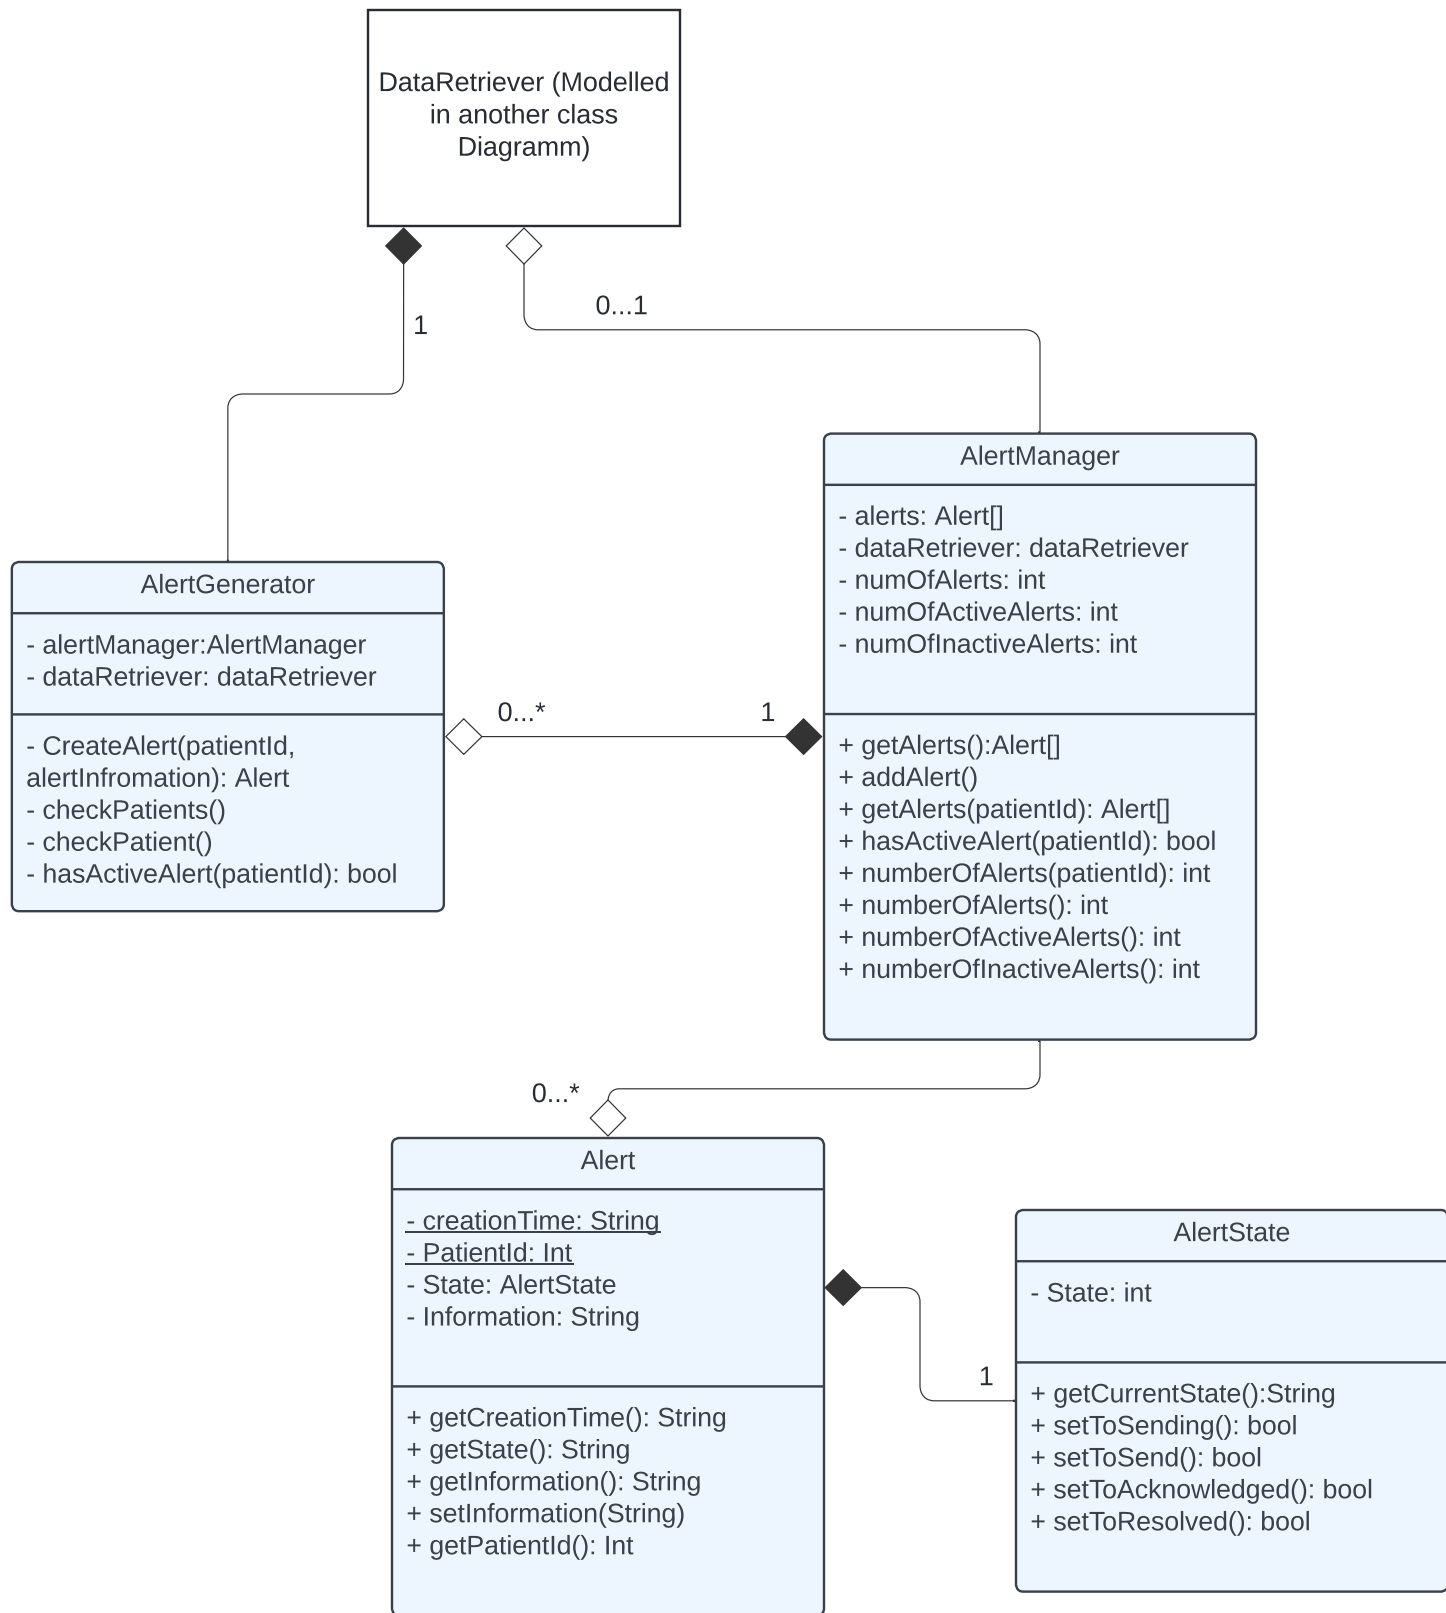 DataRetriever (Modelled
in another class
Diagramm)
1
0...1
AlertManager
- alerts: Alert[]
- dataRetriever: dataRetriever
- numOfAlerts: int
- numOfActiveAlerts: int
- numOfInactiveAlerts: int
+ getAlerts():Alert[]
+ addAlert()
+ getAlerts(patientId): Alert[]
+ hasActiveAlert(patientId): bool
+ numberOfAlerts(patientId): int
+ numberOfAlerts(): int
+ numberOfActiveAlerts(): int
+ numberOfInactiveAlerts(): int
AlertGenerator
- alertManager:AlertManager
- dataRetriever: dataRetriever
- CreateAlert(patientId,
alertInfromation): Alert
- checkPatients()
- checkPatient()
- hasActiveAlert(patientId): bool
0...*
1
0...*
Alert
- creationTime: String
- PatientId: Int
- State: AlertState
- Information: String
+ getCreationTime(): String
+ getState(): String
+ getInformation(): String
+ setInformation(String)
+ getPatientId(): Int
1
AlertState
- State: int
+ getCurrentState():String
+ setToSending(): bool
+ setToSend(): bool
+ setToAcknowledged(): bool
+ setToResolved(): bool